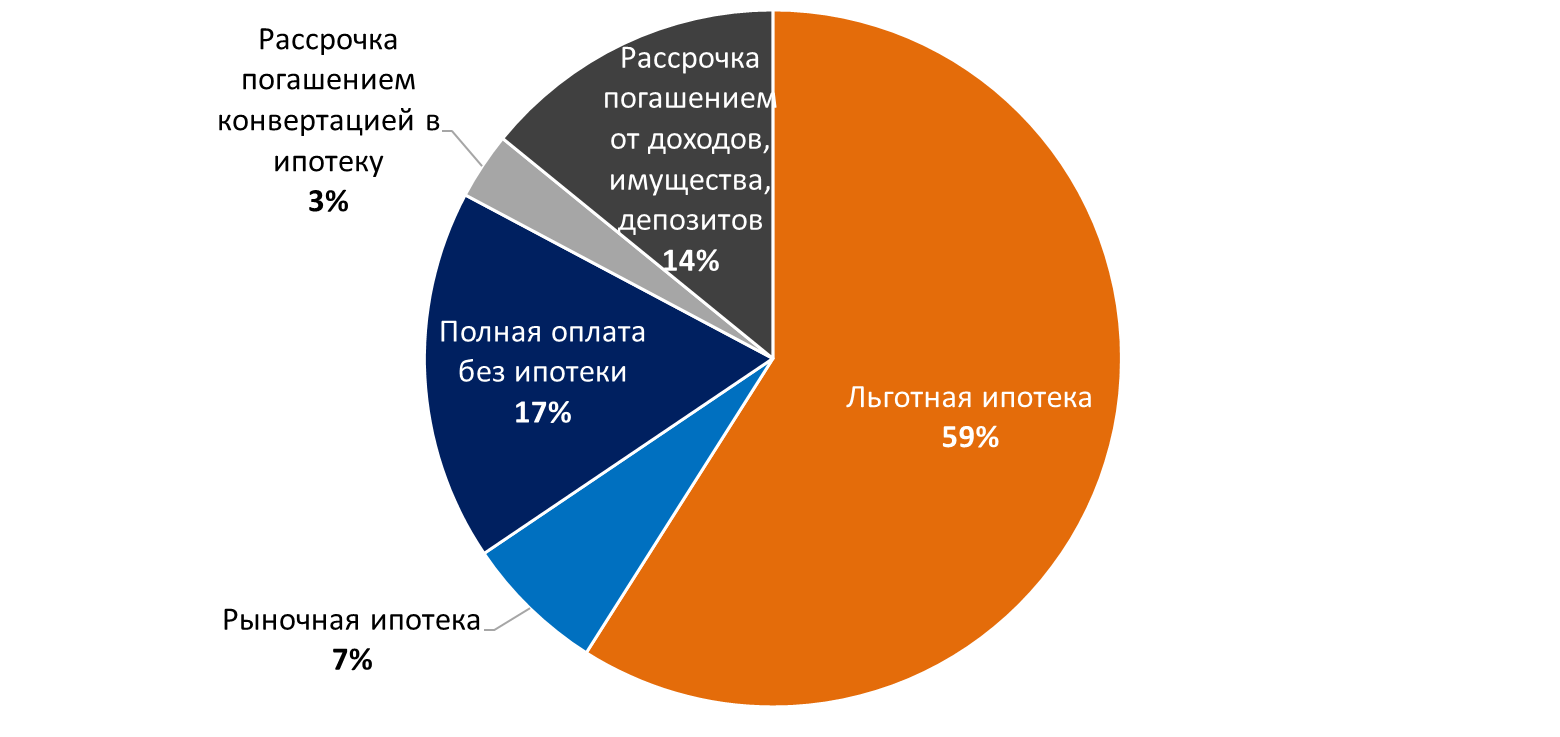 Рассрочка
погашением
конвертацией в
ипотеку
3%
Рассрочка
погашением
от доходов,
имущества,
депозитов
14%
Полная оплата
без ипотеки
17%
Льготная ипотека
59%
Рыночная ипотека
7%